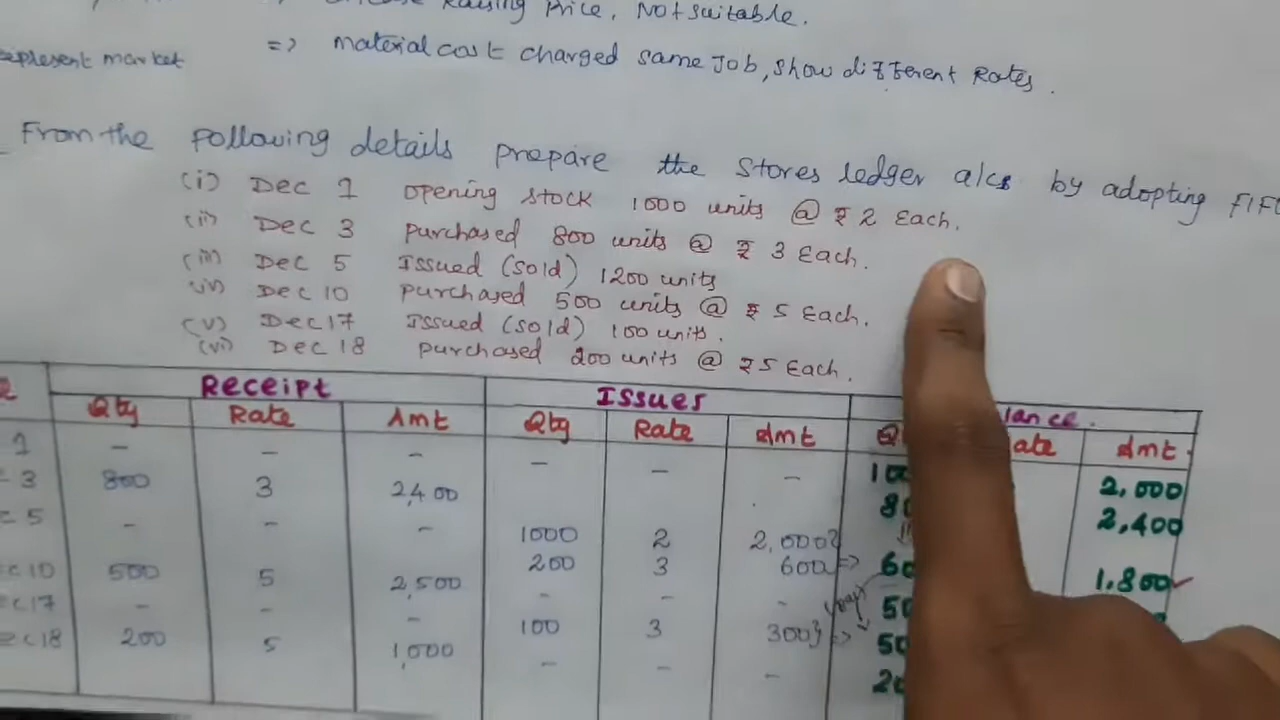 Raising Price, Not suitable.
represent market => material cost charged same Job, show different Rates.
From the following details prepare the Stores ledger a/cs by adopting FIFO
(i) Dec 1 opening stock 1000 units @ ₹ 2 Each.
(ii) Dec 3 purchased 800 units @ ₹ 3 Each.
(iii) Dec 5 Issued (sold) 1200 units
(iv) Dec 10 purchased 500 units @ ₹ 5 Each.
(v) Dec 17 Issued (sold) 100 units.
(vi) Dec 18 purchased 200 units @ ₹5 Each.
Receipt Issues
Qty Rate Amt Qty Rate Amt Amt
1 - - - - - - 2,000
3 800 3 2,400 2,400
5 - - - 1000 2 2,000
200 3 600 => 1,800
10 500 5 2,500 - - -
17 - - - 100 3 300 =>
18 200 5 1,000 - - -